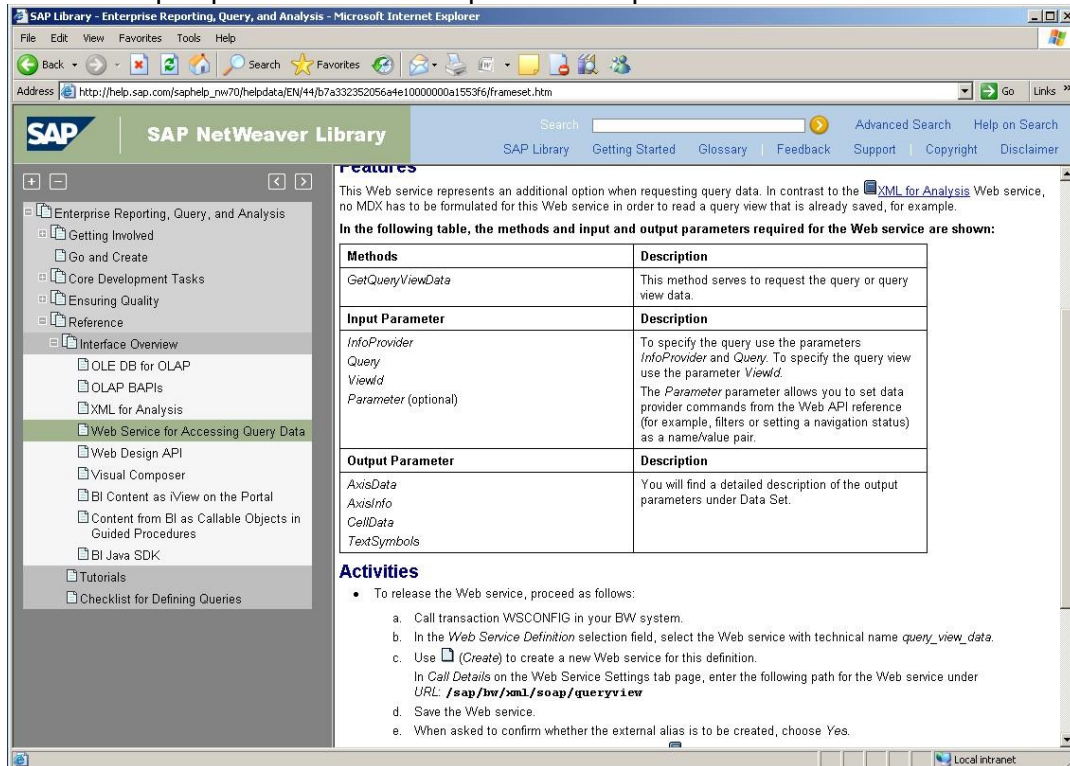 SAP Library - Enterprise Reporting, Query, and Analysis - Microsoft Internet Explorer
File Edit View Favorites Tools Help
Back Search Favorites
Address http://help.sap.com/saphelp_nw70/helpdata/EN/44/b7a332352056a4e10000000a1553f6/frameset.htm Go Links »
SAP SAP NetWeaver Library
Search Advanced Search Help on Search
SAP Library Getting Started Glossary Feedback Support Copyright Disclaimer
Enterprise Reporting, Query, and Analysis
Getting Involved
Go and Create
Core Development Tasks
Ensuring Quality
Reference
Interface Overview
OLE DB for OLAP
OLAP BAPIs
XML for Analysis
Web Service for Accessing Query Data
Web Design API
Visual Composer
BI Content as iView on the Portal
Content from BI as Callable Objects in
Guided Procedures
BI Java SDK
Tutorials
Checklist for Defining Queries
Features
This Web service represents an additional option when requesting query data. In contrast to the XML for Analysis Web service,
no MDX has to be formulated for this Web service in order to read a query view that is already saved, for example.
In the following table, the methods and input and output parameters required for the Web service are shown:
Methods Description
GetQueryViewData This method serves to request the query or query
view data.
Input Parameter Description
InfoProvider To specify the query use the parameters
Query InfoProvider and Query. To specify the query view
ViewId use the parameter ViewId.
Parameter (optional) The Parameter parameter allows you to set data
provider commands from the Web API reference
(for example, filters or setting a navigation status)
as a name/value pair.
Output Parameter Description
AxisData You will find a detailed description of the output
AxisInfo parameters under Data Set.
CellData
TextSymbols
Activities
• To release the Web service, proceed as follows:
a. Call transaction WSCONFIG in your BW system.
b. In the Web Service Definition selection field, select the Web service with technical name query_view_data.
c. Use (Create) to create a new Web service for this definition.
In Call Details on the Web Service Settings tab page, enter the following path for the Web service under
URL: /sap/bw/xml/soap/queryview
d. Save the Web service.
e. When asked to confirm whether the external alias is to be created, choose Yes.
Local intranet